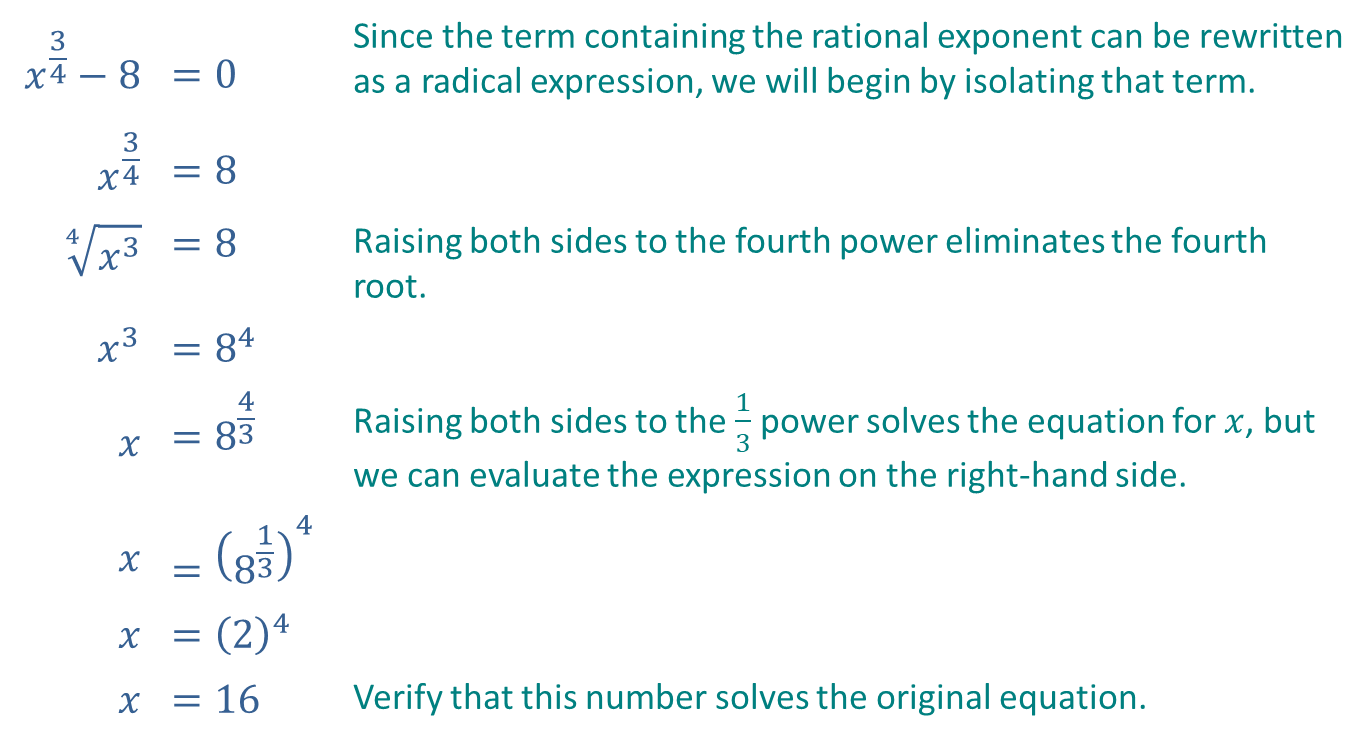 x^(3/4) − 8 = 0 Since the term containing the rational exponent can be rewritten
as a radical expression, we will begin by isolating that term.
x^(3/4) = 8
∜(x³) = 8 Raising both sides to the fourth power eliminates the fourth
root.
x³ = 8⁴
x = 8^(4/3) Raising both sides to the 1/3 power solves the equation for x, but
we can evaluate the expression on the right-hand side.
x = (8^(1/3))⁴
x = (2)⁴
x = 16 Verify that this number solves the original equation.